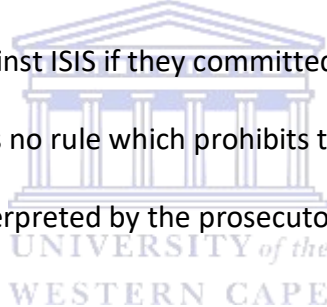 inst ISIS if they committed
s no rule which prohibits t
erpreted by the prosecuto
UNIVERSITY of the
WESTERN CAPE